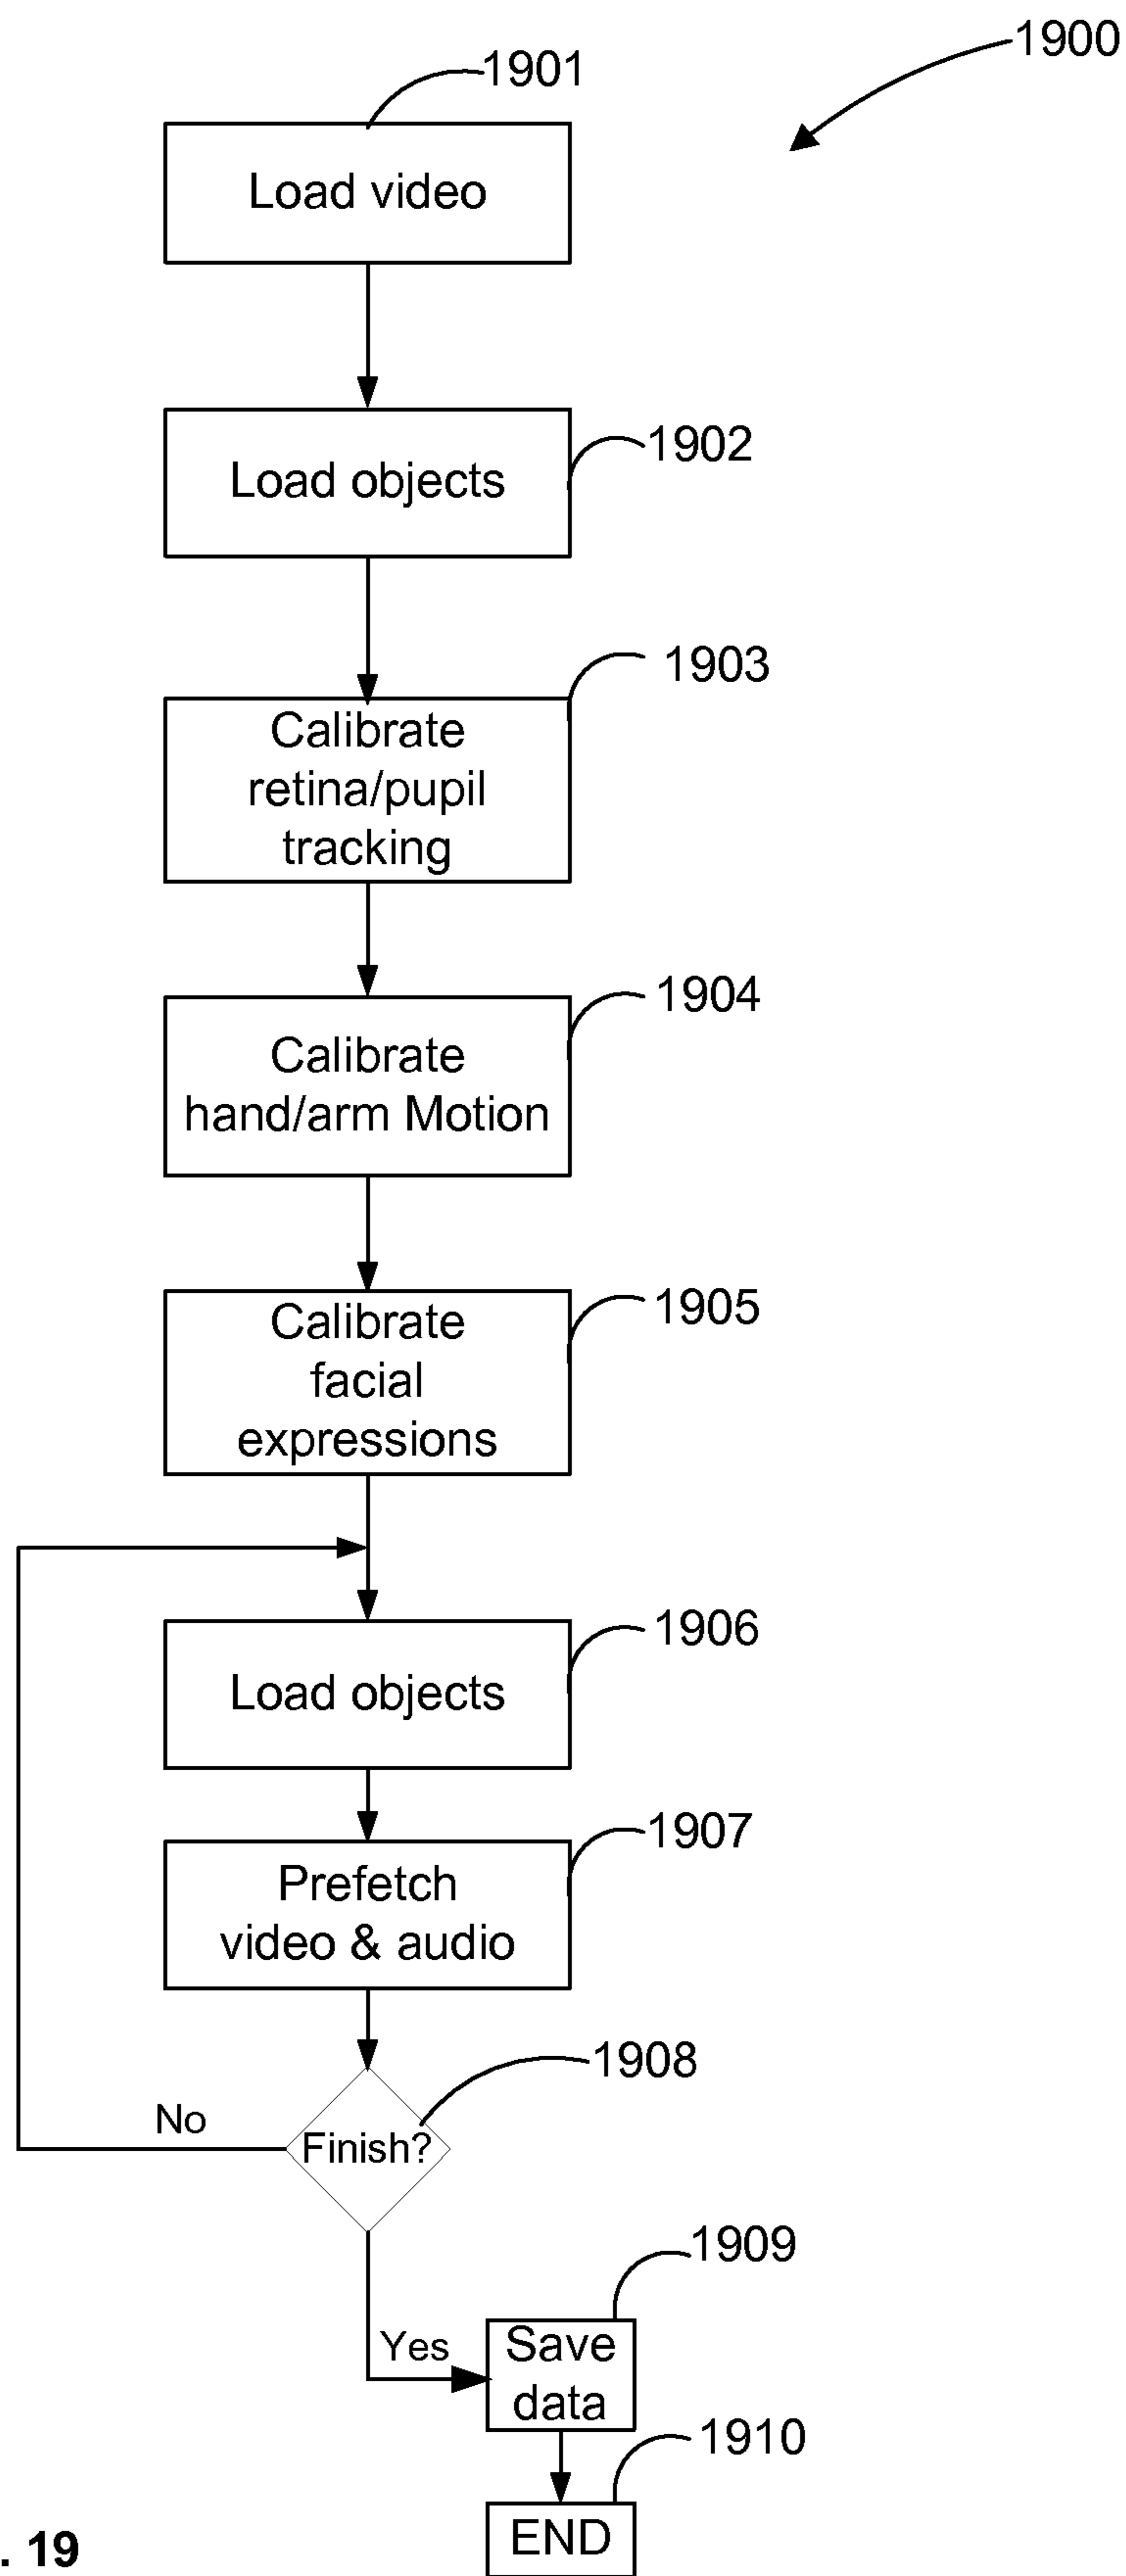 1900
1901
Load video
1902
Load objects
1903
Calibrate
retina/pupil
tracking
1904
Calibrate
hand/arm Motion
1905
Calibrate
facial
expressions
1906
Load objects
1907
Prefetch
video & audio
1908
No
Finish?
1909
Yes
Save
data
1910
END
. 19